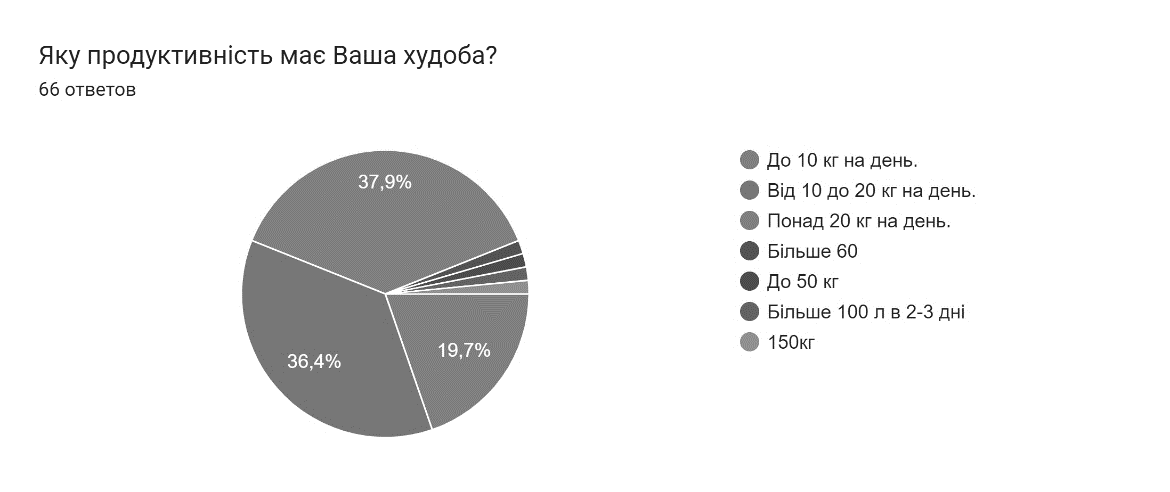 Яку продуктивність має Ваша худоба?
66 ответов
37,9%
36,4%
19,7%
До 10 кг на день.
Від 10 до 20 кг на день.
Понад 20 кг на день.
Більше 60
До 50 кг
Більше 100 л в 2-3 дні
150кг